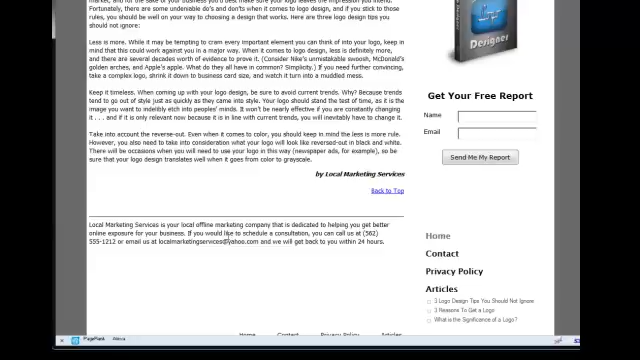 market, and for the sake of your business you'd best make sure your logo leaves the impression you intend.
Fortunately, there are some undeniable do's and don'ts when it comes to logo design, and if you stick to those
rules, you should be well on your way to choosing a design that works. Here are three logo design tips you
should not ignore:
Less is more. While it may be tempting to cram every important element you can think of into your logo, keep in
mind that this could work against you in a major way. When it comes to logo design, less is definitely more,
and there are several decades worth of evidence to prove it. (Consider Nike's unmistakable swoosh, McDonald's
golden arches, and Apple's apple. What do they all have in common? Simplicity.) If you need further convincing,
take a complex logo, shrink it down to business card size, and watch it turn into a muddled mess.
Keep it timeless. When coming up with your logo design, be sure to avoid current trends. Why? Because trends
tend to go out of style just as quickly as they came into style. Your logo should stand the test of time, as it is the
image you want to indelibly etch into peoples' minds. It won't be nearly effective if you are constantly changing
it . . . and if it is only relevant now because it is in line with current trends, you will inevitably have to change it.
Take into account the reverse-out. Even when it comes to color, you should keep in mind the less is more rule.
However, you also need to take into consideration what your logo will look like reversed-out in black and white.
There will be occasions when you will need to use your logo in this way (newspaper ads, for example), so be
sure that your logo design translates well when it goes from color to grayscale.
by Local Marketing Services
Back to Top
Local Marketing Services is your local offline marketing company that is dedicated to helping you get better
online exposure for your business. If you would like to schedule a consultation, you can call us at (562)
555-1212 or email us at localmarketingservices@yahoo.com and we will get back to you within 24 hours.
Home Contact Privacy Policy Articles
Designer
Get Your Free Report
Name
Email
Send Me My Report
Home
Contact
Privacy Policy
Articles
3 Logo Design Tips You Should Not Ignore
3 Reasons To Get a Logo
What is the Significance of a Logo?
PageRank Alexa